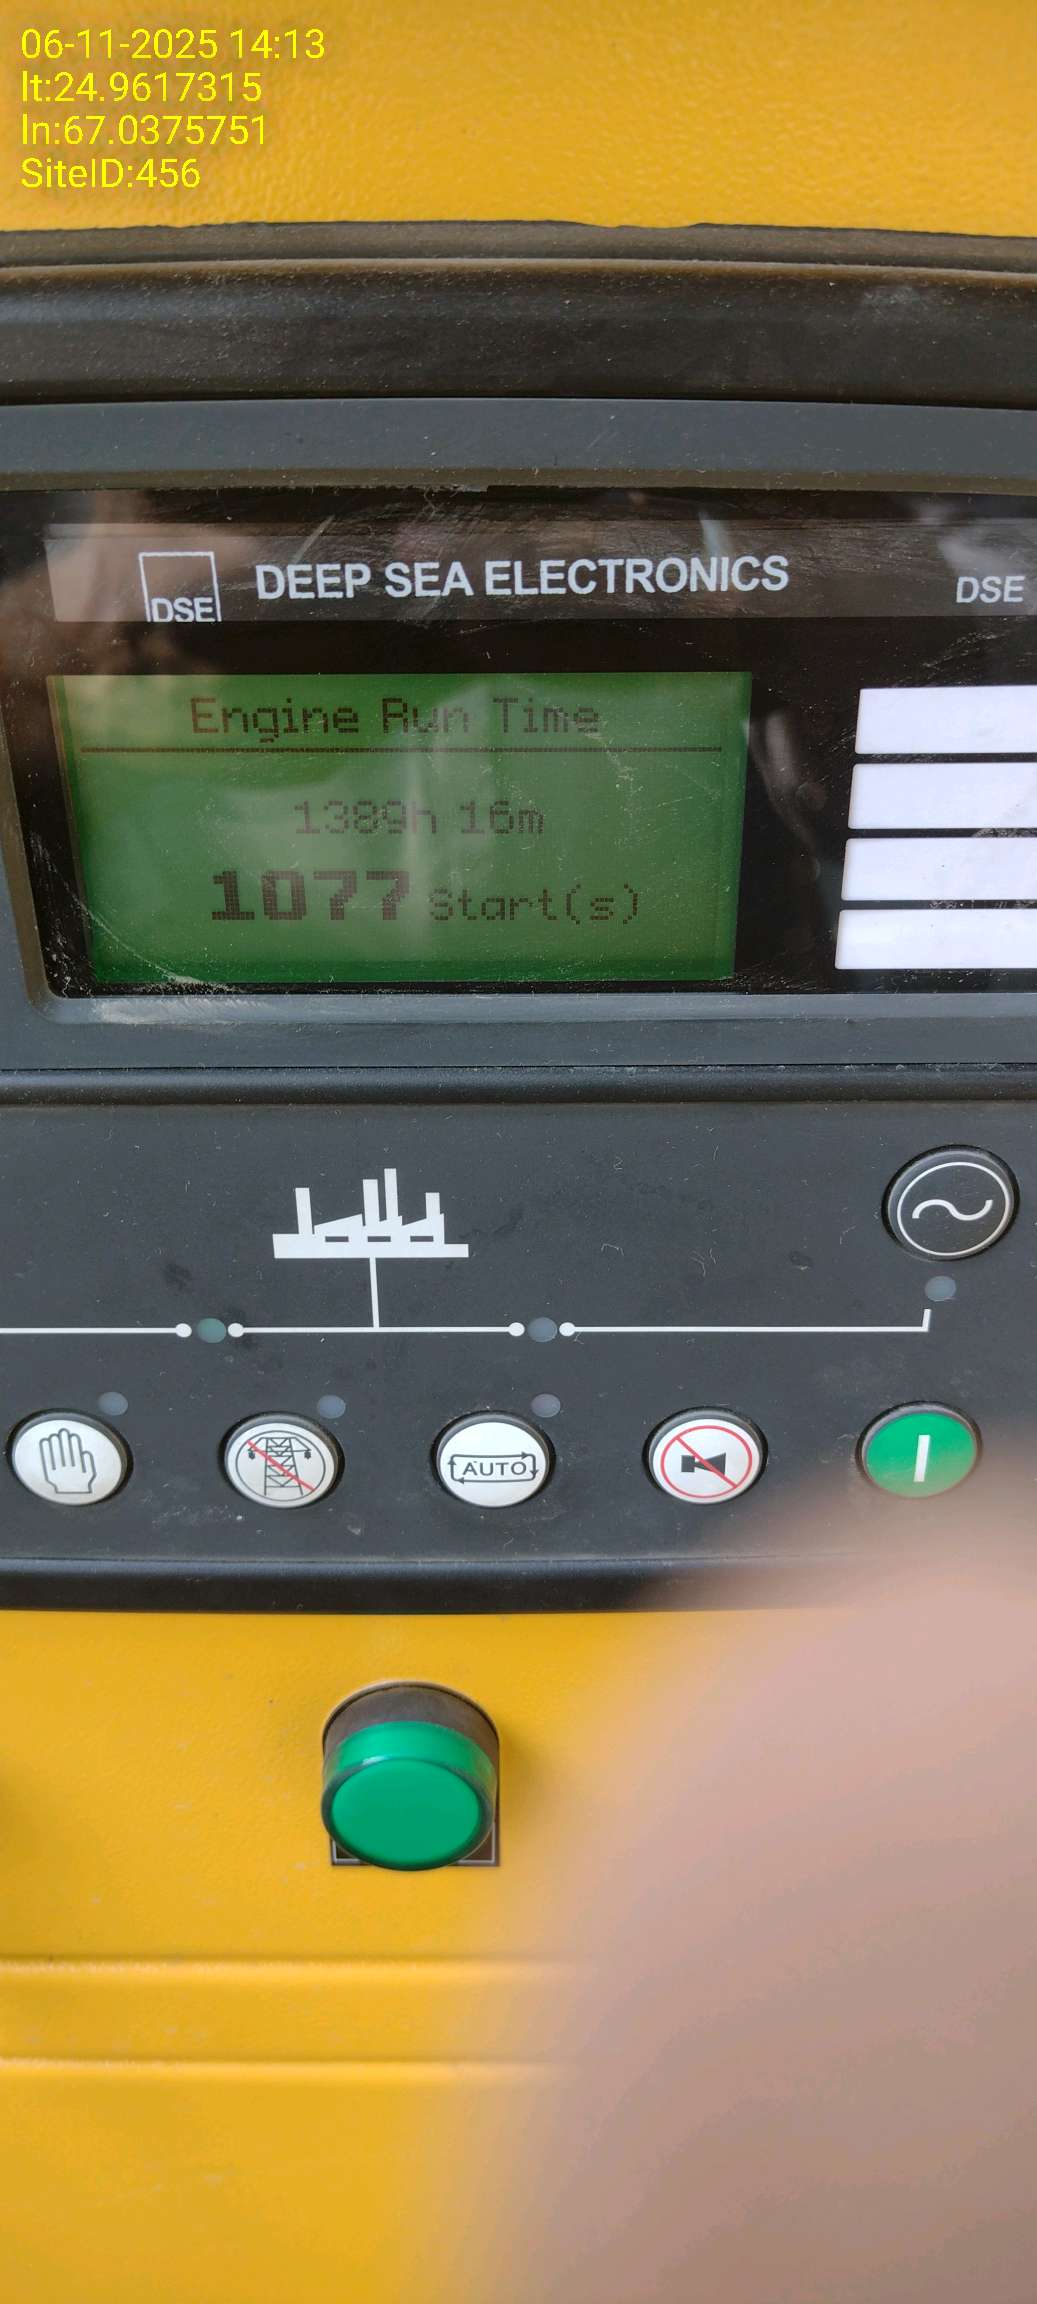 06-11-2025 14:13
lt:24.9617315
ln:67.0375751
SiteID:456
DSE
DEEP SEA ELECTRONICS
DSE
Engine Run Time
1389h 16m
1077 Start(s)
AUTO